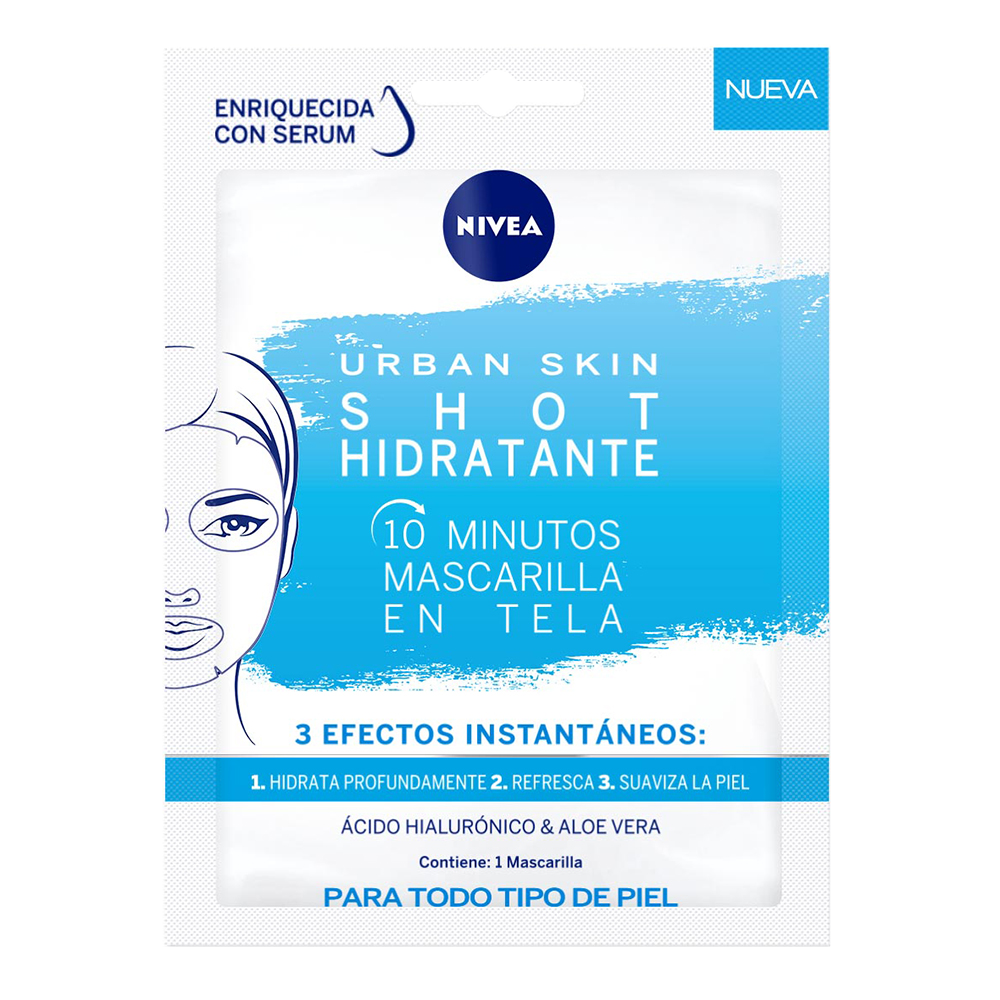 ENRIQUECIDA
CON SERUM
NUEVA
NIVEA
URBAN SKIN
SHOT
HIDRATANTE
10 MINUTOS
MASCARILLA
EN TELA
3 EFECTOS INSTANTÁNEOS:
1. HIDRATA PROFUNDAMENTE 2. REFRESCA 3. SUAVIZA LA PIEL
ÁCIDO HIALURÓNICO & ALOE VERA
Contiene: 1 Mascarilla
PARA TODO TIPO DE PIEL